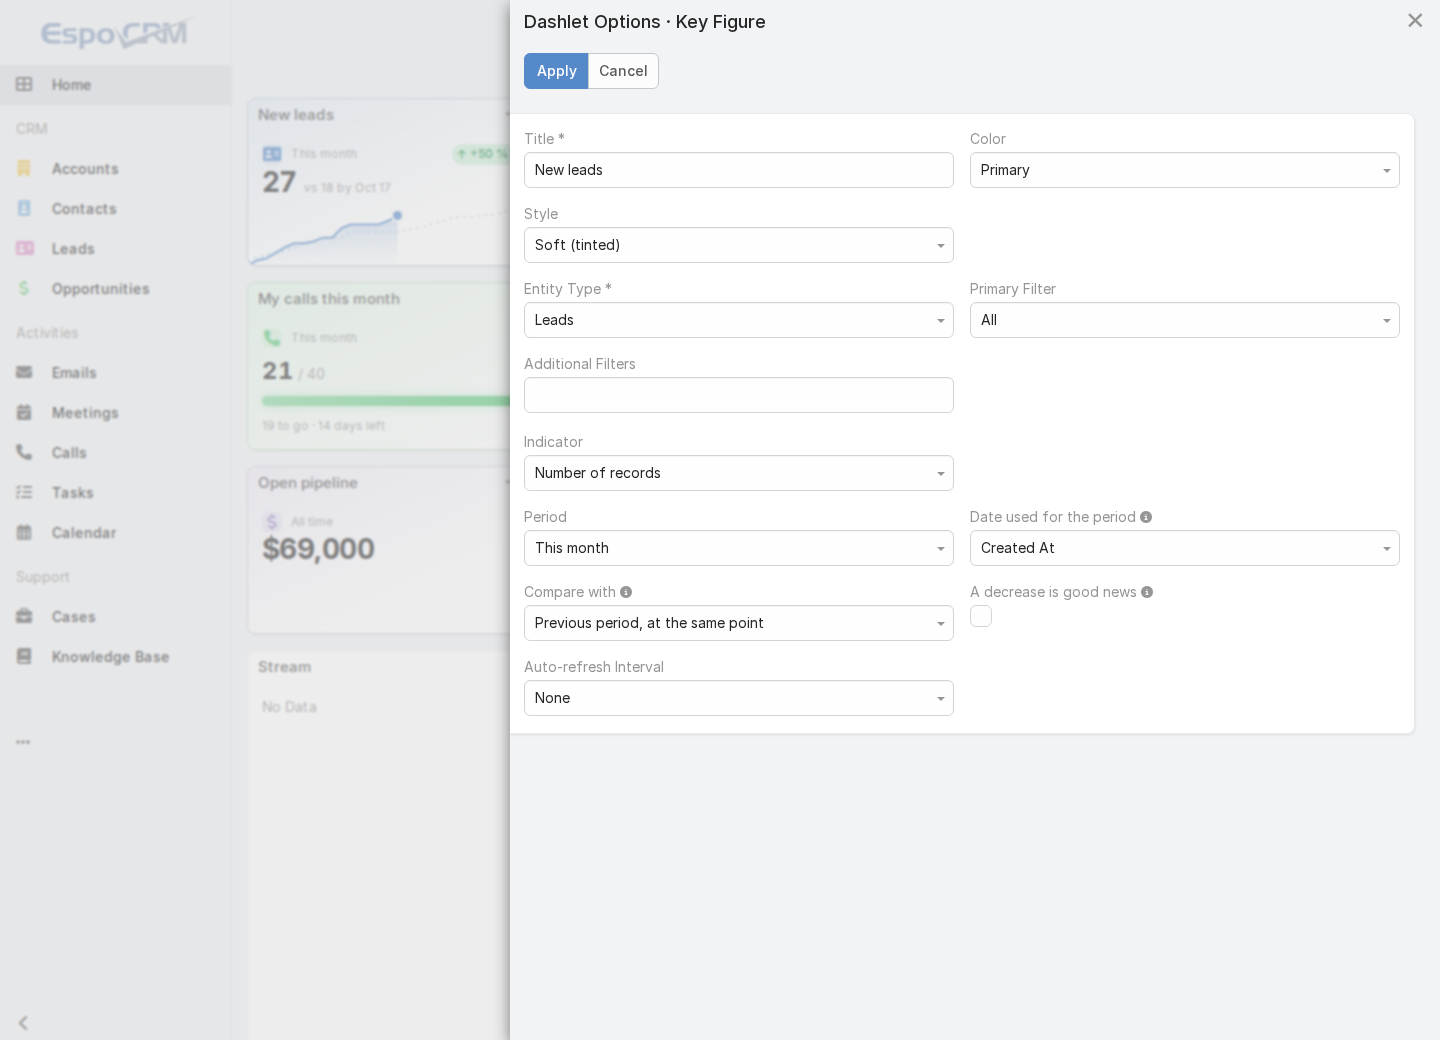 Dashlet Options · Key Figure
Apply
Cancel
Title *
New leads
Color
Primary
Style
Soft (tinted)
Entity Type *
Leads
Primary Filter
All
Additional Filters
Indicator
Number of records
Period
This month
Date used for the period
Created At
Compare with
Previous period, at the same point
A decrease is good news
Auto-refresh Interval
None
EspoCRM
Home
CRM
Accounts
Contacts
Leads
Opportunities
Activities
Emails
Meetings
Calls
Tasks
Calendar
Support
Cases
Knowledge Base
New leads
This month
+50 %
27 vs 18 by Oct 17
My calls this month
This month
21 / 40
19 to go · 14 days left
Open pipeline
All time
$69,000
Stream
No Data